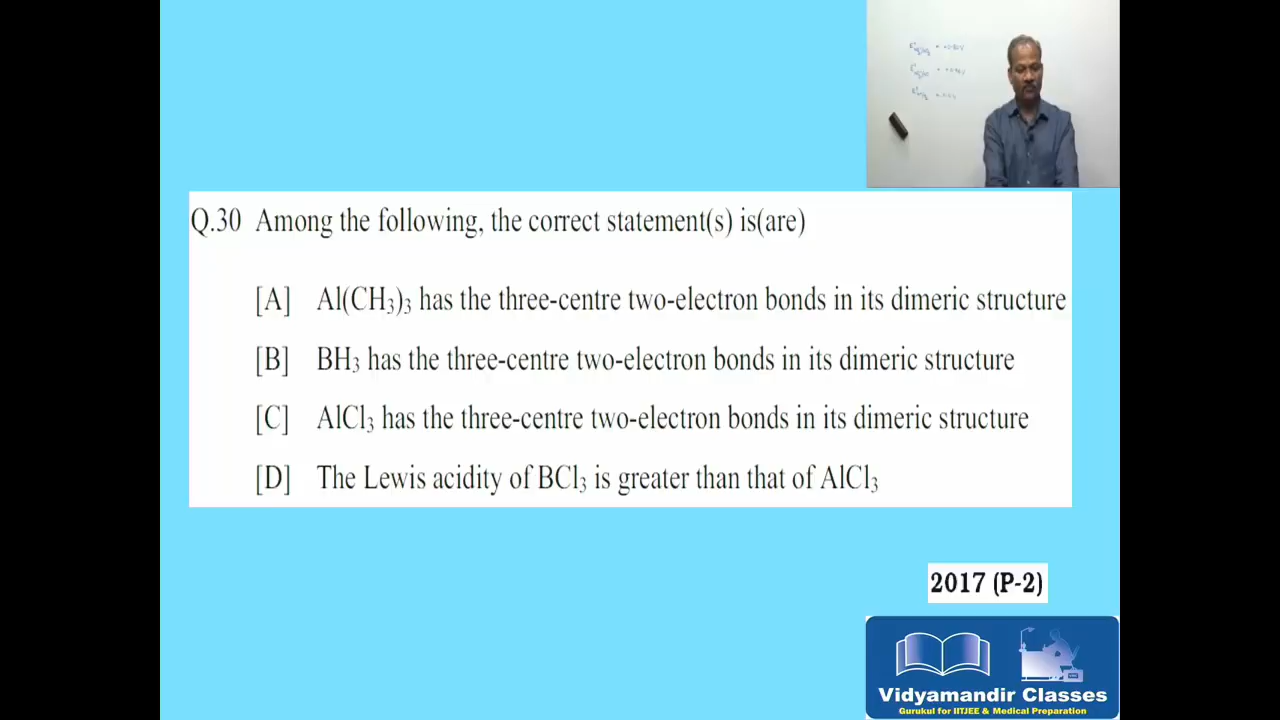 Q.30 Among the following, the correct statement(s) is(are)
[A] Al(CH₃)₃ has the three-centre two-electron bonds in its dimeric structure
[B] BH₃ has the three-centre two-electron bonds in its dimeric structure
[C] AlCl₃ has the three-centre two-electron bonds in its dimeric structure
[D] The Lewis acidity of BCl₃ is greater than that of AlCl₃
2017 (P-2)
Vidyamandir Classes
Gurukul for IITJEE & Medical Preparation